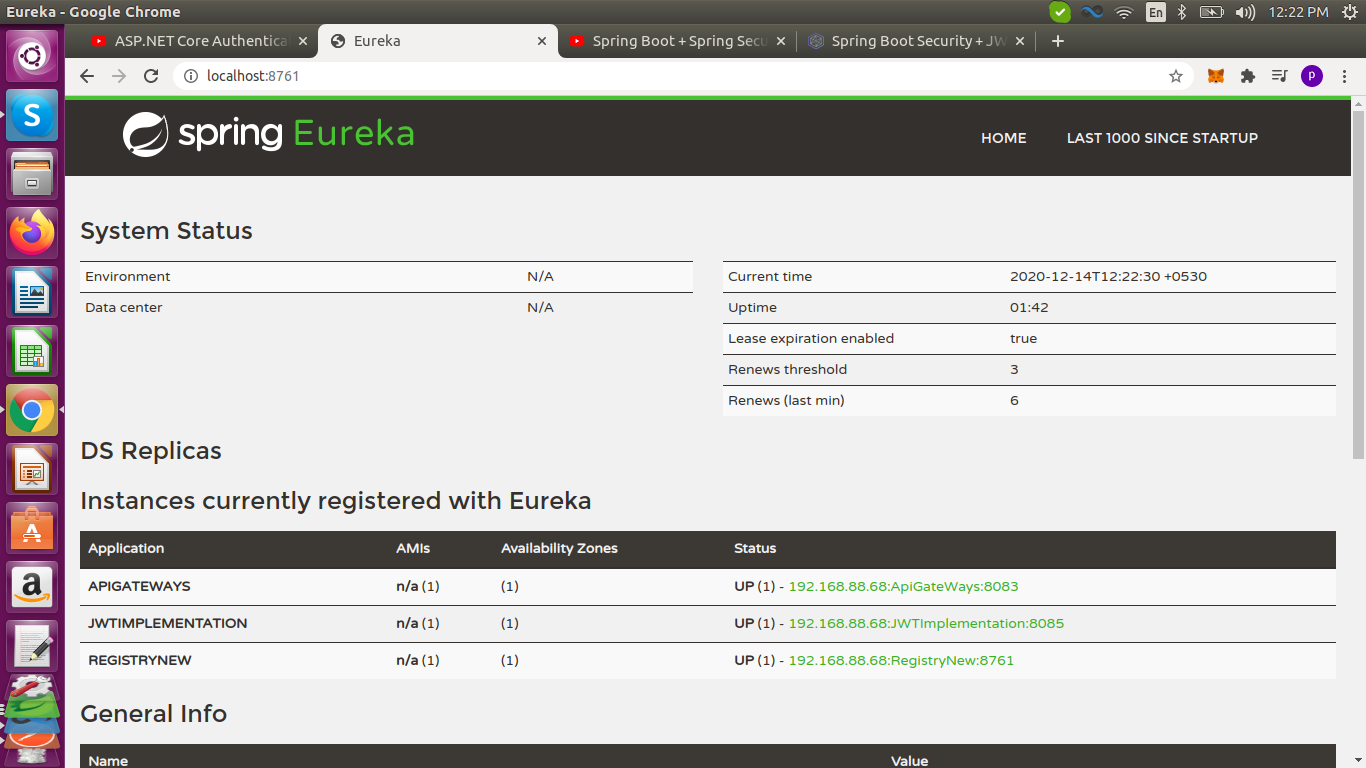 Eureka - Google Chrome
En
12:22 PM
ASP.NET Core Authentica
Eureka
Spring Boot + Spring Secu
Spring Boot Security + JW
localhost:8761
p
S
a
spring Eureka
HOME
LAST 1000 SINCE STARTUP
System Status
Environment N/A
Data center N/A
Current time 2020-12-14T12:22:30 +0530
Uptime 01:42
Lease expiration enabled true
Renews threshold 3
Renews (last min) 6
DS Replicas
Instances currently registered with Eureka
Application AMIs Availability Zones Status
APIGATEWAYS n/a (1) (1) UP (1) - 192.168.88.68:ApiGateWays:8083
JWTIMPLEMENTATION n/a (1) (1) UP (1) - 192.168.88.68:JWTImplementation:8085
REGISTRYNEW n/a (1) (1) UP (1) - 192.168.88.68:RegistryNew:8761
General Info
Name Value